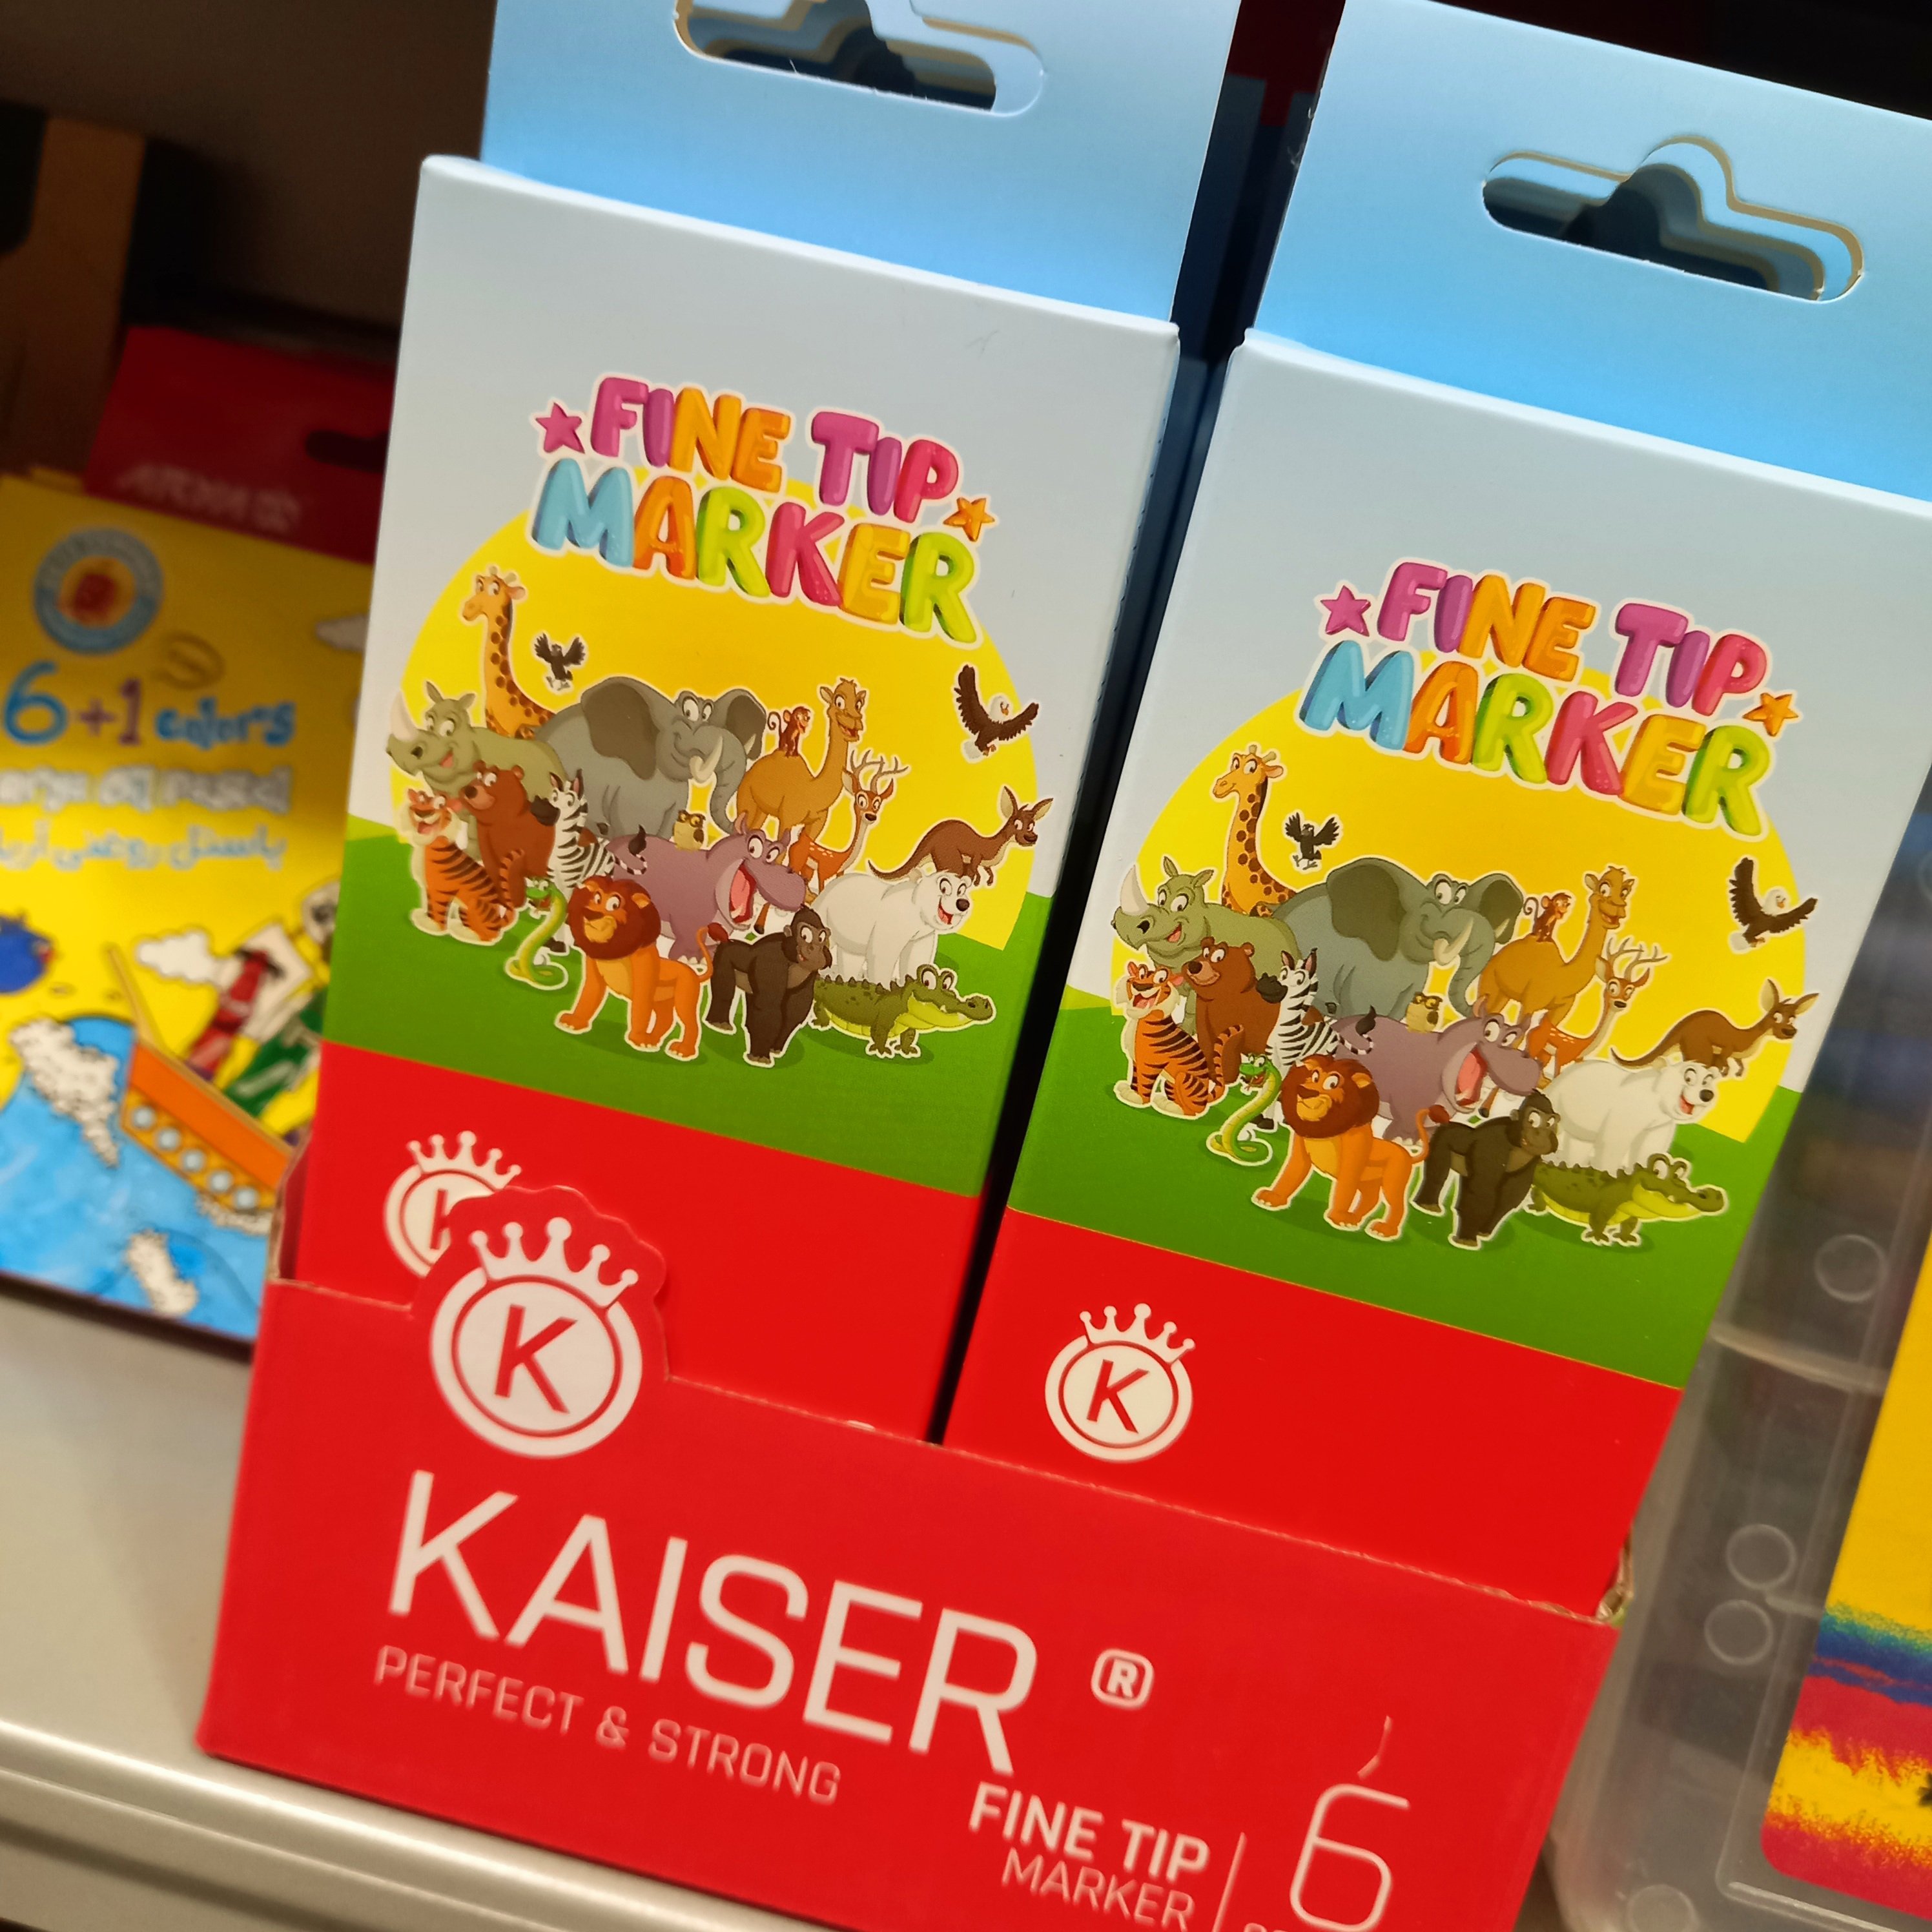 FINE TIP
MARKER
FINE TIP
MARKER
6+1 colors
K
K
K
KAISER ®
PERFECT & STRONG
FINE TIP
MARKER
6